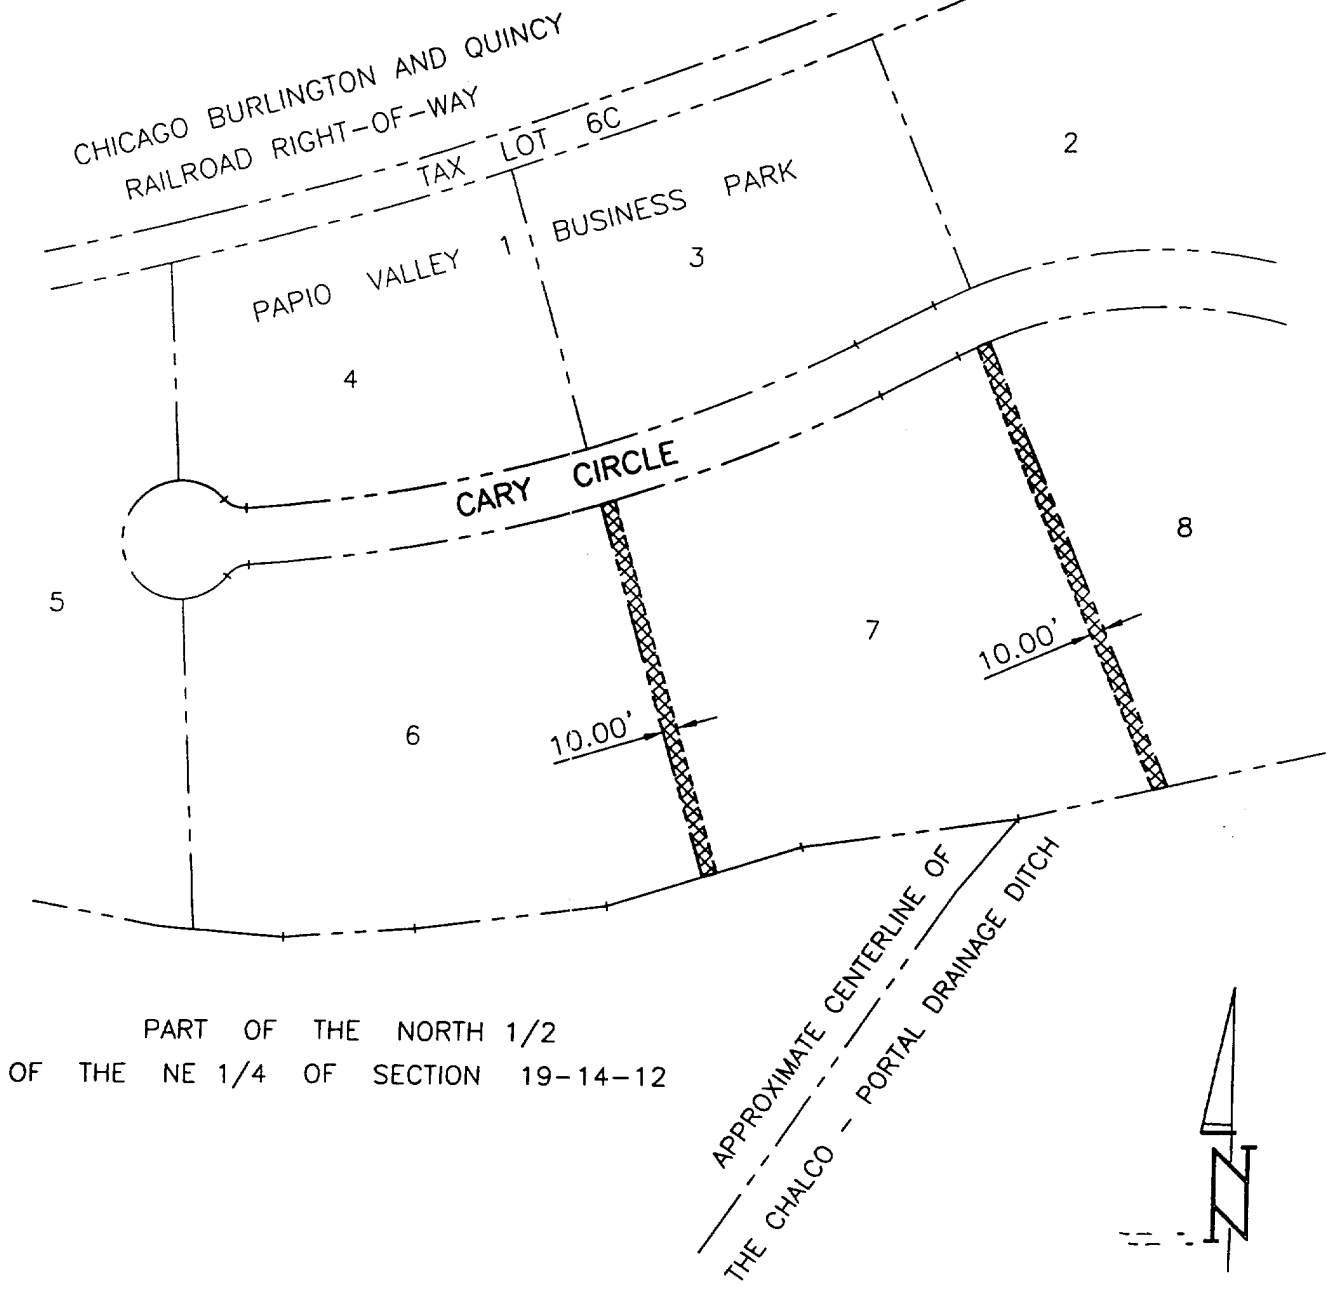 CHICAGO BURLINGTON AND QUINCY
RAILROAD RIGHT-OF-WAY
TAX LOT 6C
2
PAPIO VALLEY 1 BUSINESS PARK
3
4
CARY CIRCLE
5
8
7
10.00'
6
10.00'
APPROXIMATE CENTERLINE OF
THE CHALCO - PORTAL DRAINAGE DITCH
PART OF THE NORTH 1/2
OF THE NE 1/4 OF SECTION 19-14-12
N